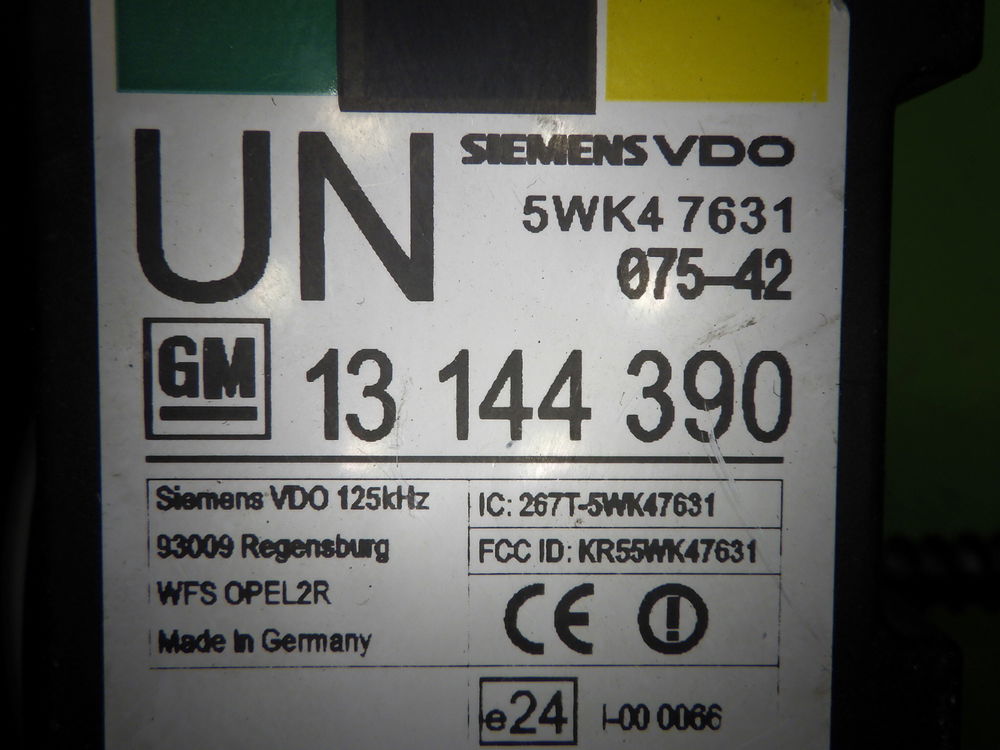 UN
SIEMENS VDO
5WK4 7631
075-42
GM 13 144 390
Siemens VDO 125kHz
93009 Regensburg
WFS OPEL2R
Made In Germany
IC: 267T-5WK47631
FCC ID: KR55WK47631
CE
e24 I-00 0066